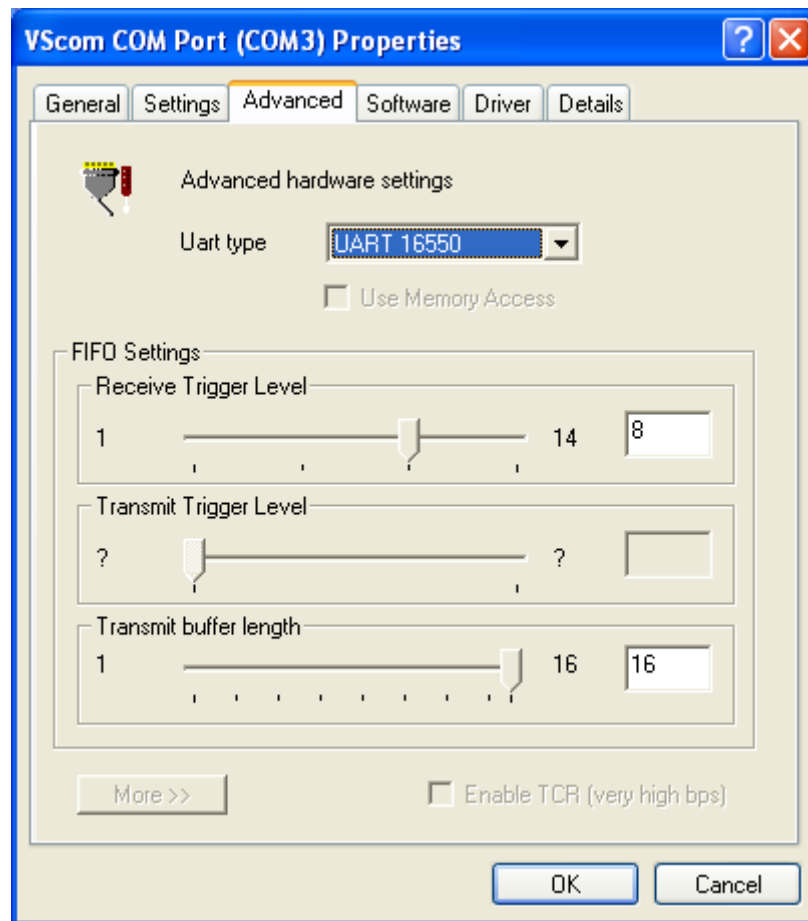 VScom COM Port (COM3) Properties
General Settings Advanced Software Driver Details
Advanced hardware settings
Uart type UART 16550
Use Memory Access
FIFO Settings
Receive Trigger Level
1 14 8
Transmit Trigger Level
? ?
Transmit buffer length
1 16 16
More >> Enable TCR (very high bps)
OK Cancel